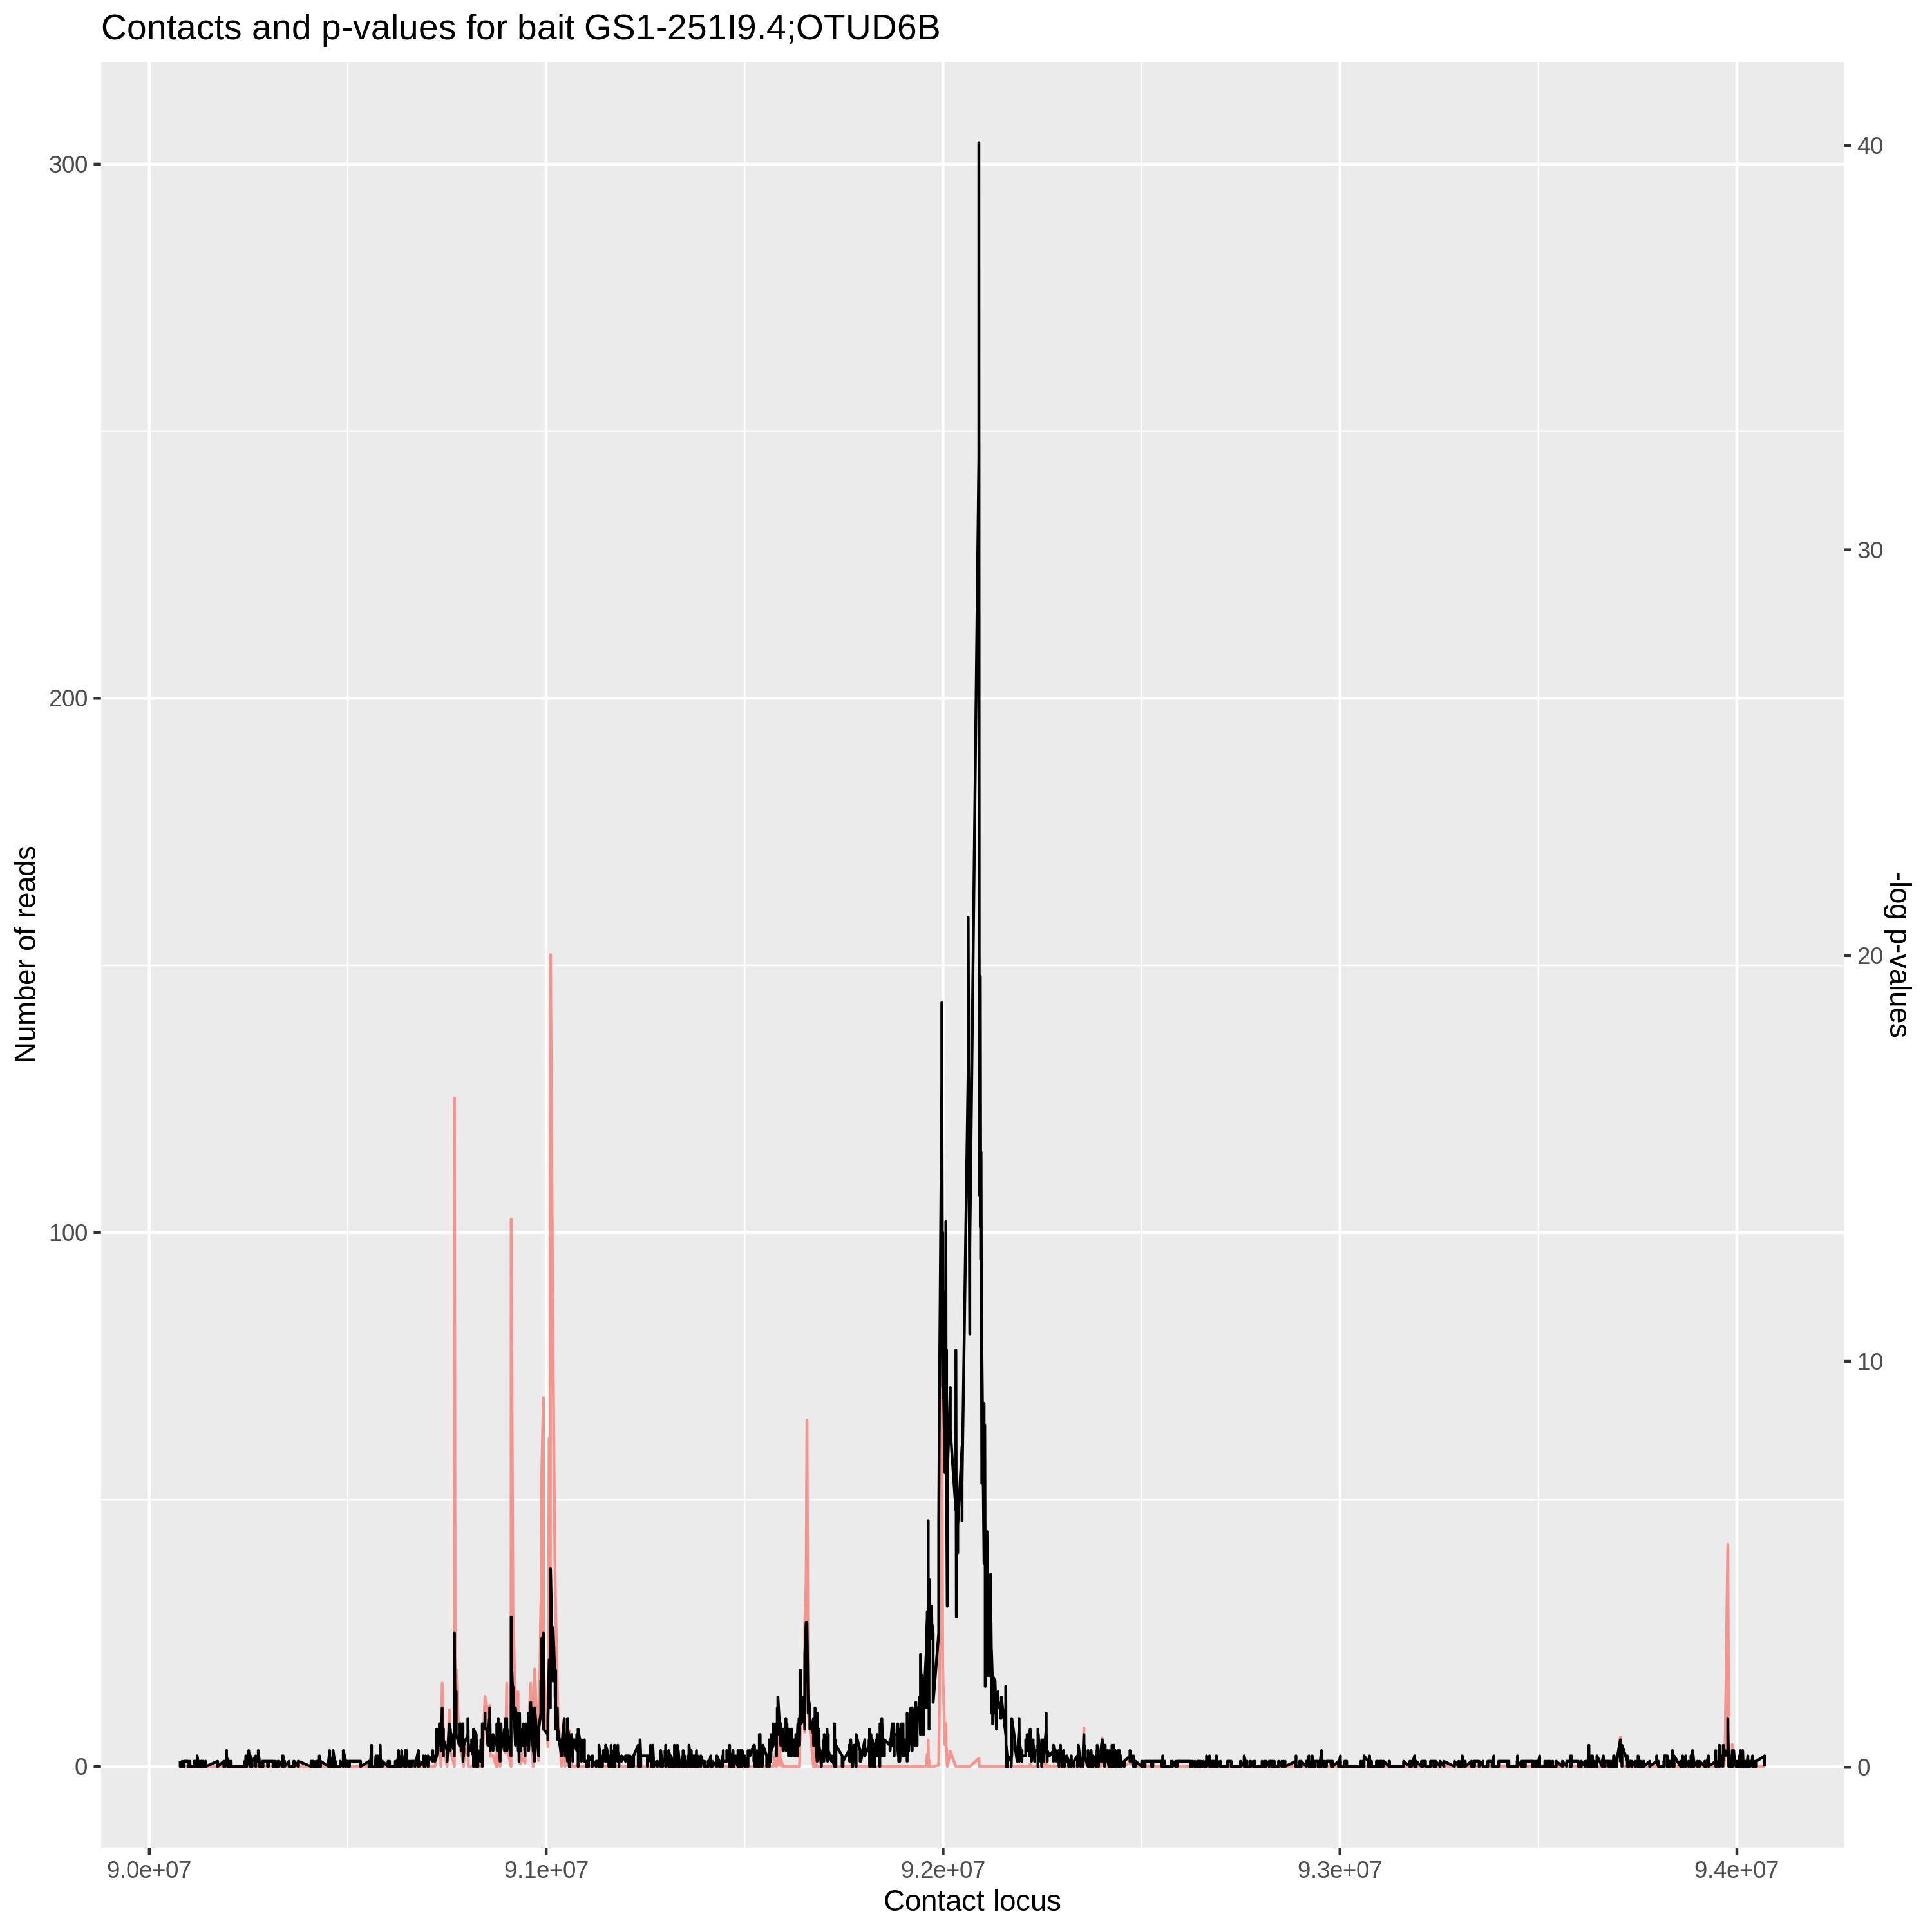 Contacts and p-values for bait GS1-251I9.4;OTUD6B
300
200
100
0
Number of reads
40
30
20
10
0
-log p-values
9.0e+07 9.1e+07 9.2e+07 9.3e+07 9.4e+07
Contact locus